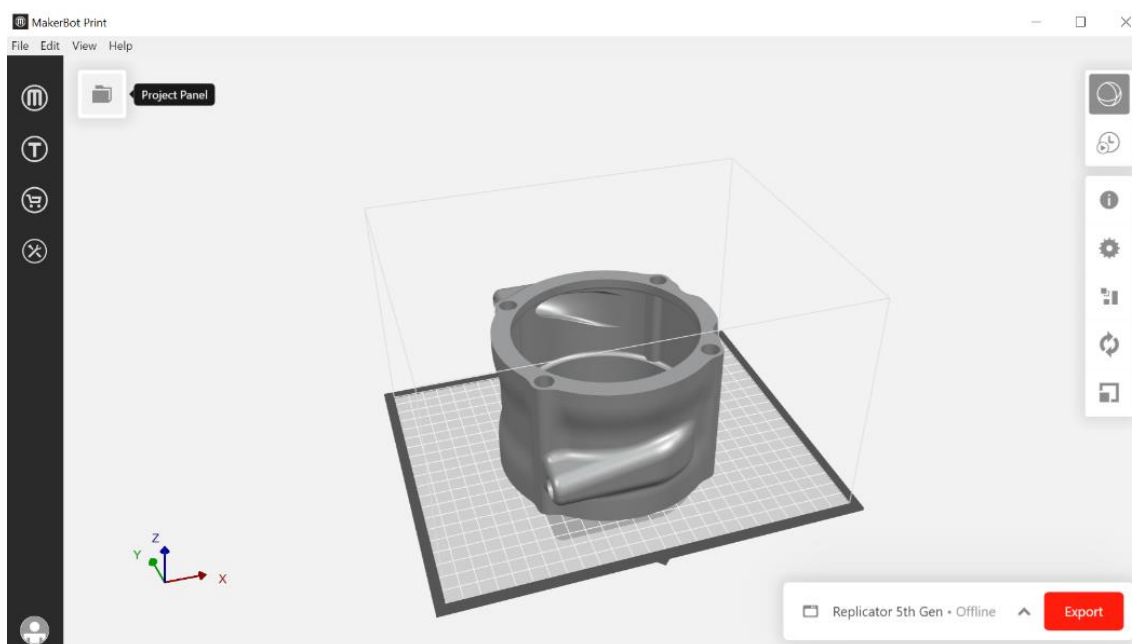 MakerBot Print
File Edit View Help
Project Panel
Z
Y
X
Replicator 5th Gen • Offline
Export